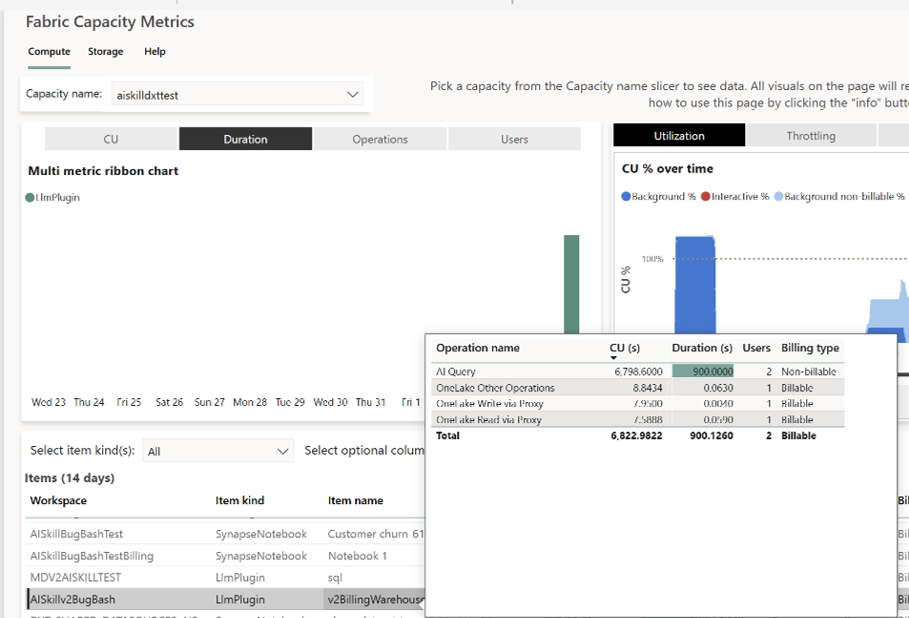 Fabric Capacity Metrics
Compute Storage Help
Capacity name: aiskilldxttest
Pick a capacity from the Capacity name slicer to see data. All visuals on the page will re
how to use this page by clicking the "info" butt
CU Duration Operations Users
Multi metric ribbon chart
LlmPlugin
Wed 23 Thu 24 Fri 25 Sat 26 Sun 27 Mon 28 Tue 29 Wed 30 Thu 31 Fri 1
Utilization Throttling
CU % over time
Background % Interactive % Background non-billable %
100%
CU %
Operation name CU (s) Duration (s) Users Billing type
AI Query 6,798.6000 900.0000 2 Non-billable
OneLake Other Operations 8.8434 0.0630 1 Billable
OneLake Write via Proxy 7.9500 0.0040 1 Billable
OneLake Read via Proxy 7.5888 0.0590 1 Billable
Total 6,822.9822 900.1260 2 Billable
Select item kind(s): All Select optional colum
Items (14 days)
Workspace Item kind Item name Bil
AISkillBugBashTest SynapseNotebook Customer churn 61 Bil
AISkillBugBashTestBilling SynapseNotebook Notebook 1 Bil
MDV2AISKILLTEST LlmPlugin sql Bil
AISkillv2BugBash LlmPlugin v2BillingWarehouse Bil